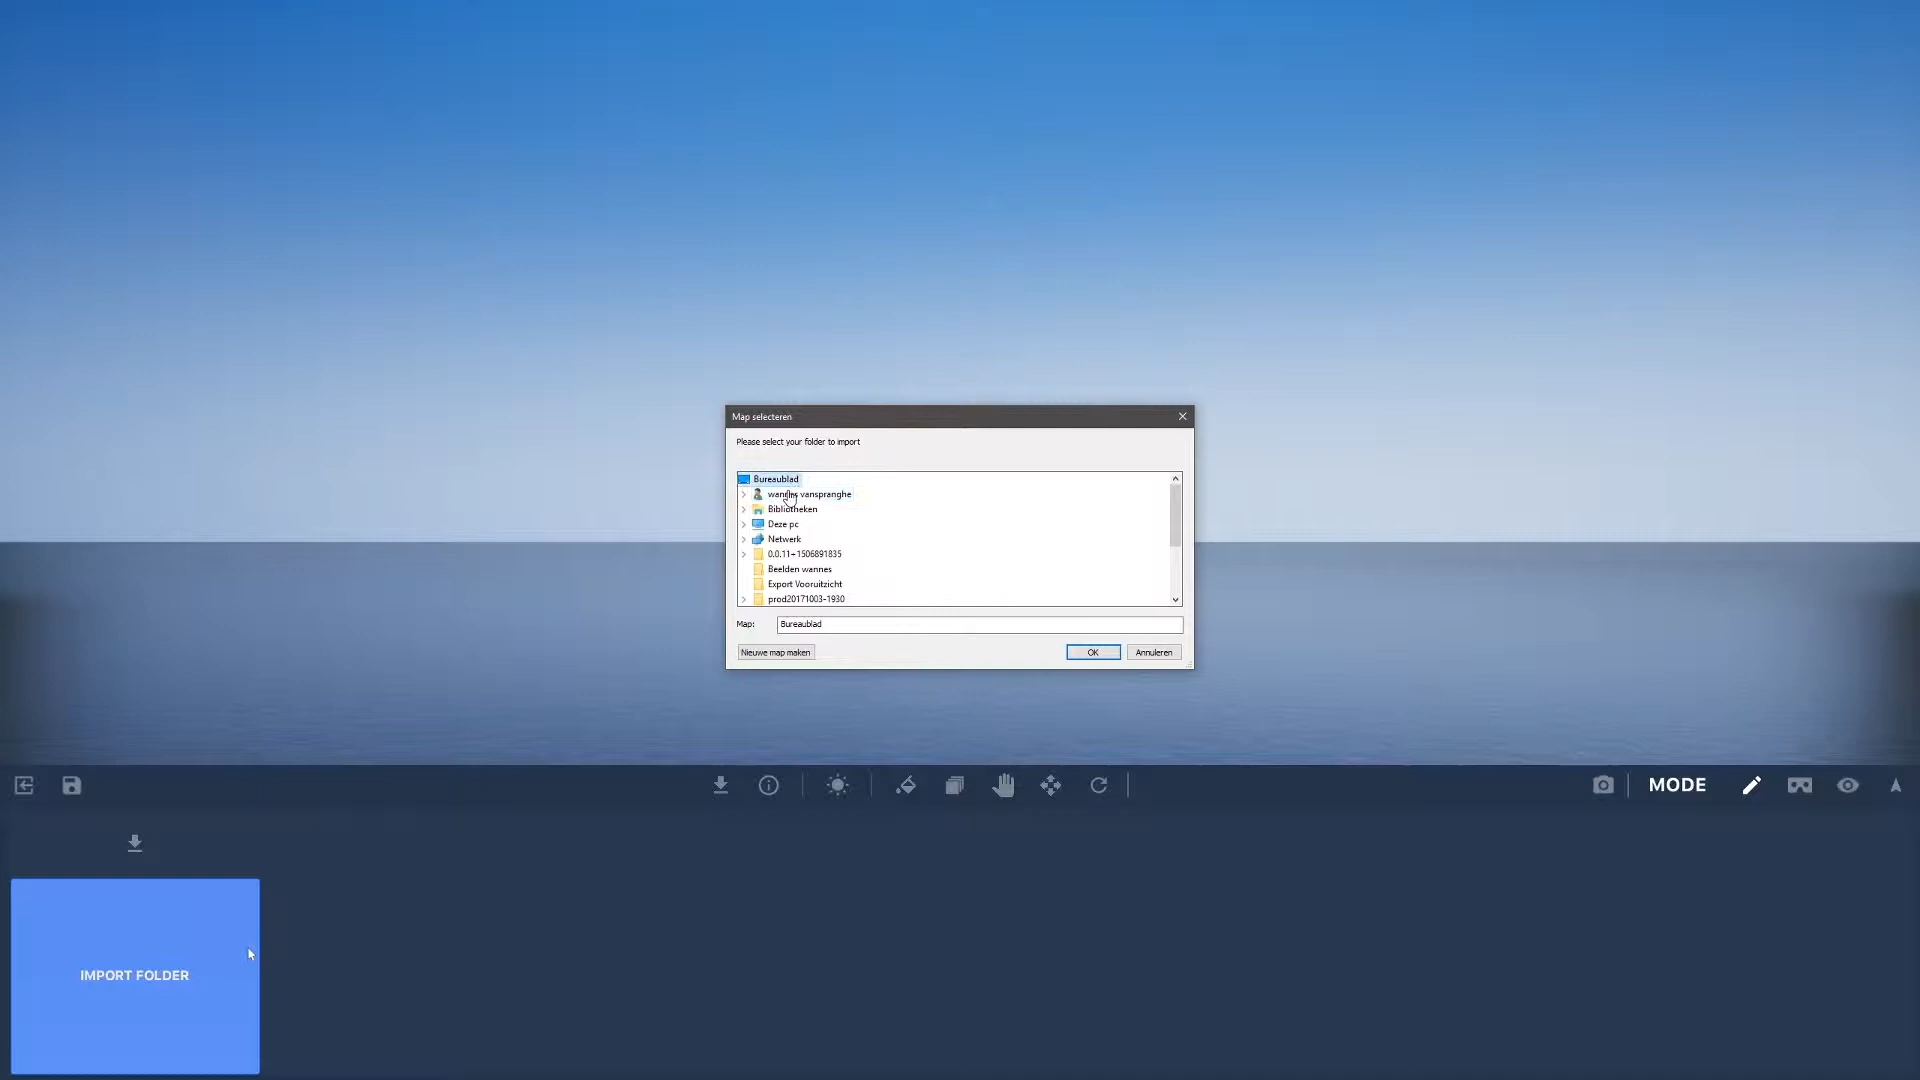 Map selecteren
Please select your folder to import
Bureaublad
wannes vanspranghe
Bibliotheken
Deze pc
Netwerk
0.0.11+1506891835
Beelden wannes
Export Vooruitzicht
prod20171003-1930
Map: Bureaublad
Nieuwe map maken OK Annuleren
MODE
IMPORT FOLDER